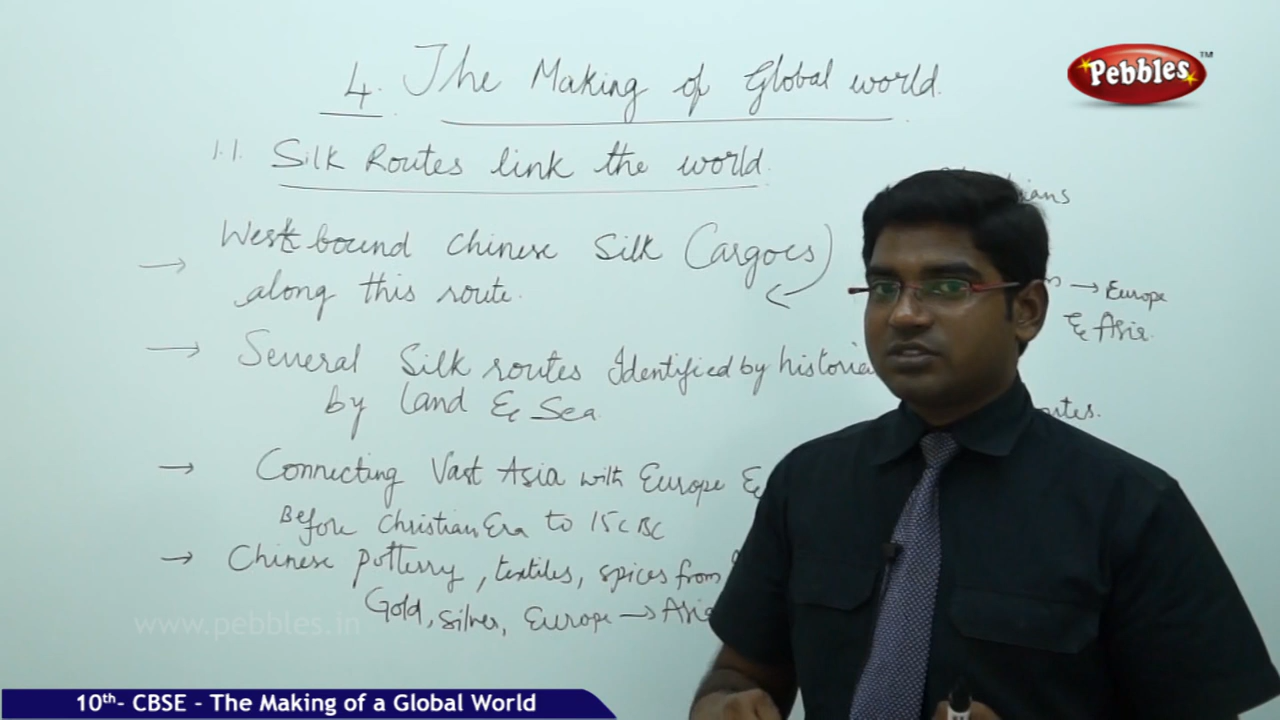 Pebbles™
4. The Making of Global world.
1.1. Silk Routes link the world.
West bound Chinese Silk (Cargoes)
→ along this route.
→ Europe
& Asia.
→ Several Silk routes Identified by
by land & Sea.
→ Connecting Vast Asia with Europe &
Before Christian Era to 15C BC
→ Chinese potterry, textiles, spices from
Gold, Silver, Europe → Asia
www.pebbles.in
10th- CBSE - The Making of a Global World